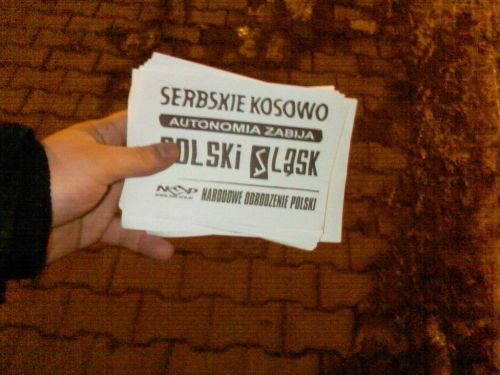 SERBSKIE KOSOWO
AUTONOMIA ZABIJA
POLSKI ŚLĄSK
NOP NARODOWE ODRODZENIE POLSKI